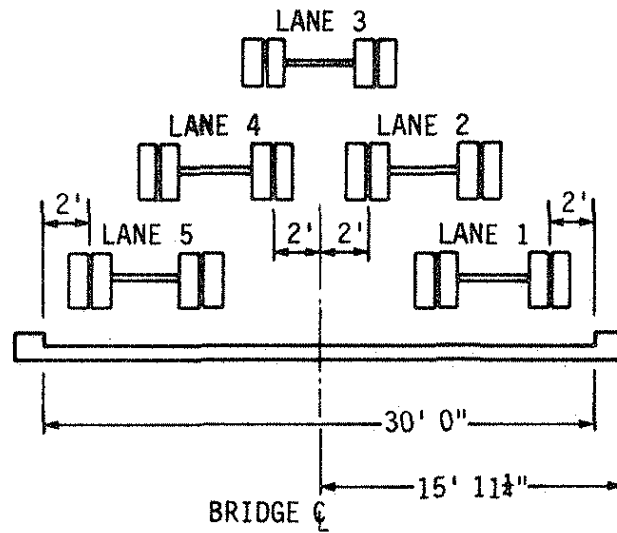 LANE 3
LANE 4
LANE 2
2'
2'
LANE 5
2'
2'
LANE 1
30' 0"
15' 11¼"
BRIDGE ℄